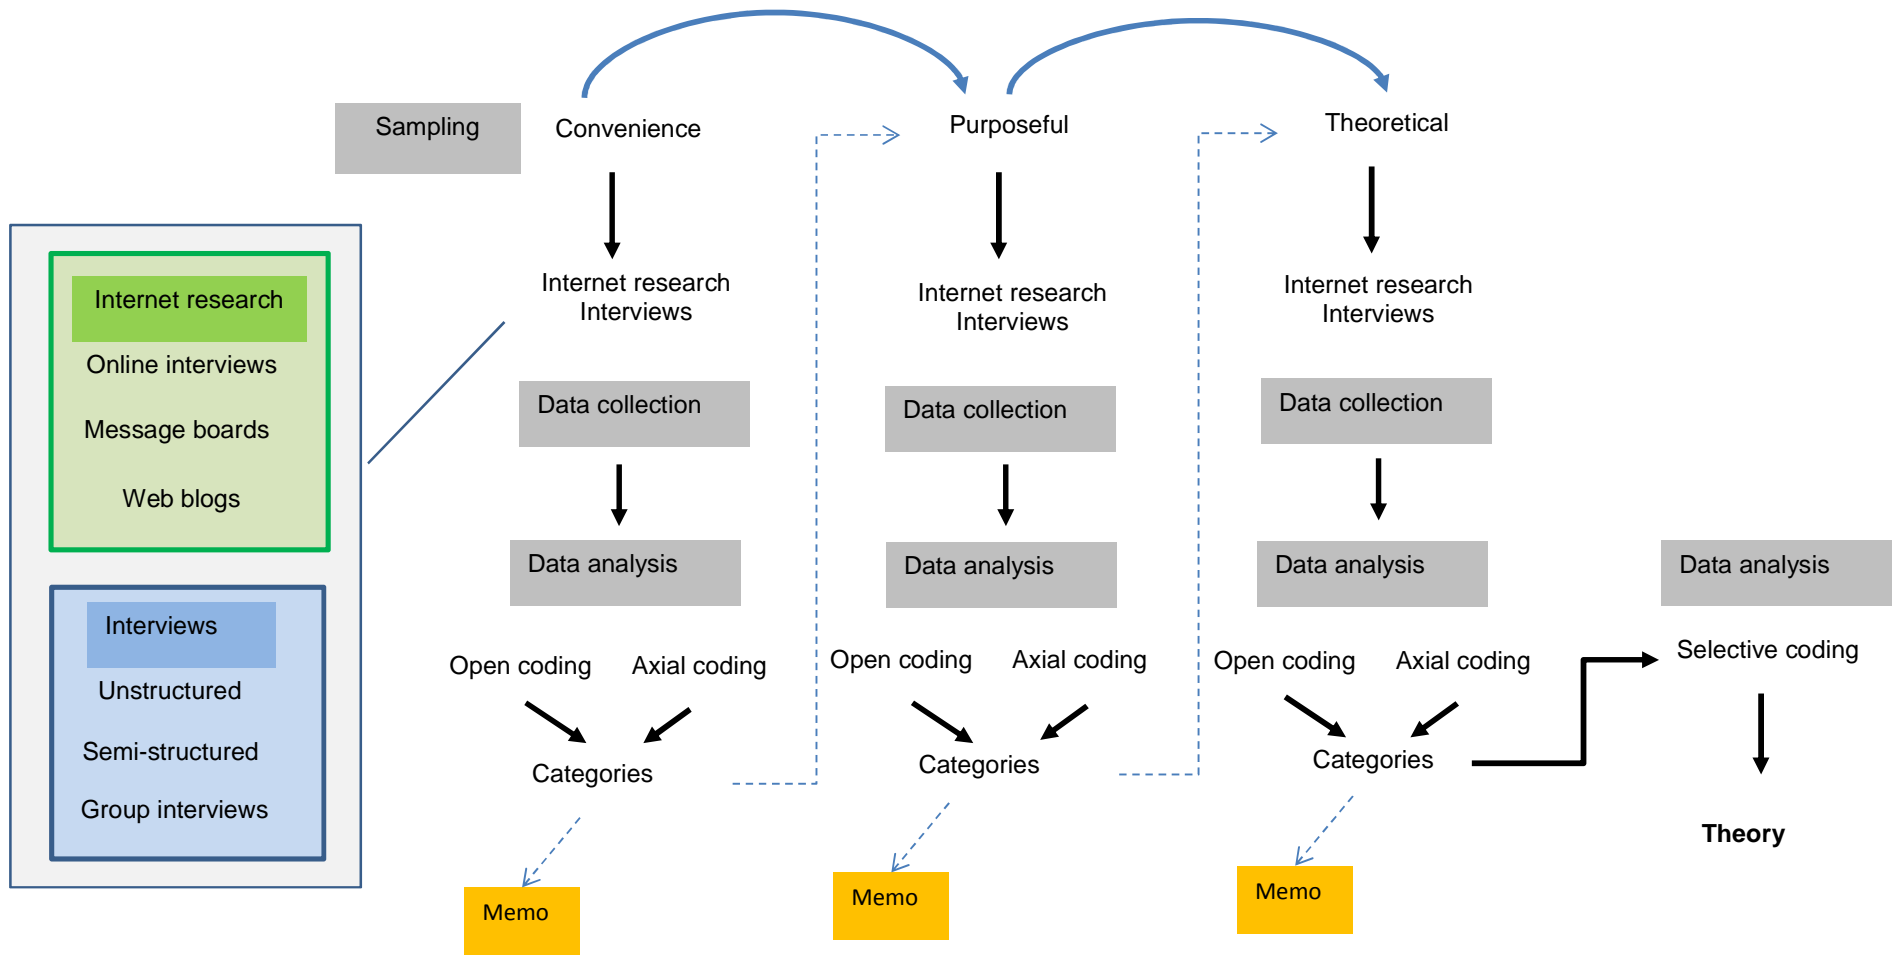 Sampling
Convenience
Purposeful
Theoretical
Internet research
Online interviews
Message boards
Web blogs
Interviews
Unstructured
Semi-structured
Group interviews
Internet research
Interviews
Data collection
Data analysis
Open coding
Axial coding
Categories
Memo
Internet research
Interviews
Data collection
Data analysis
Open coding
Axial coding
Categories
Memo
Internet research
Interviews
Data collection
Data analysis
Open coding
Axial coding
Categories
Memo
Data analysis
Selective coding
Theory